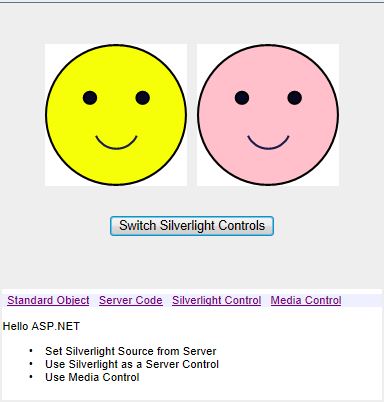 Switch Silverlight Controls
Standard Object Server Code Silverlight Control Media Control
Hello ASP.NET
• Set Silverlight Source from Server
• Use Silverlight as a Server Control
• Use Media Control